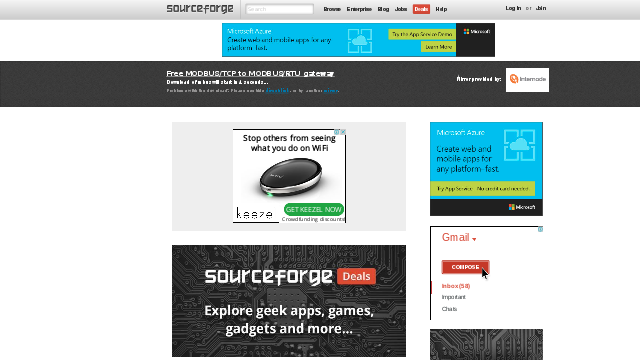 sourceforge
Search
Browse Enterprise Blog Jobs Deals Help
Log In or Join
Microsoft Azure
Create web and mobile apps for any
platform - fast.
Try the App Service Demo
Learn More
Microsoft
Free MODBUS/TCP to MODBUS/RTU gateway
Mirror provided by:
Internode
Stop others from seeing
what you do on WiFi
keeze
GET KEEZEL NOW
Crowdfunding discounts
Microsoft Azure
Create web and
mobile apps for
any platform - fast.
Try App Service - No credit card needed
Microsoft
Gmail
COMPOSE
Inbox (58)
Important
Chats
sourceforge Deals
Explore geek apps, games,
gadgets and more...